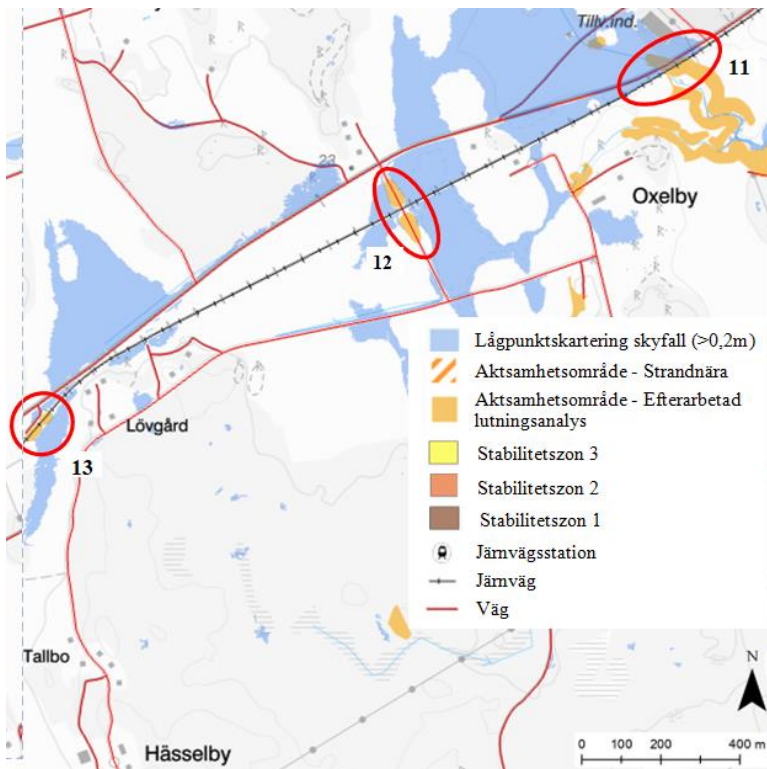 Tillv.ind.
11
23
Oxelby
12
Lågpunktskartering skyfall (>0,2m)
Aktsamhetsområde - Strandnära
Aktsamhetsområde - Efterarbetad
lutningsanalys
Lövgård
Stabilitetszon 3
13
Stabilitetszon 2
Stabilitetszon 1
Järnvägsstation
Järnväg
Väg
Tallbo
N
Hässelby
0 100 200 400 m